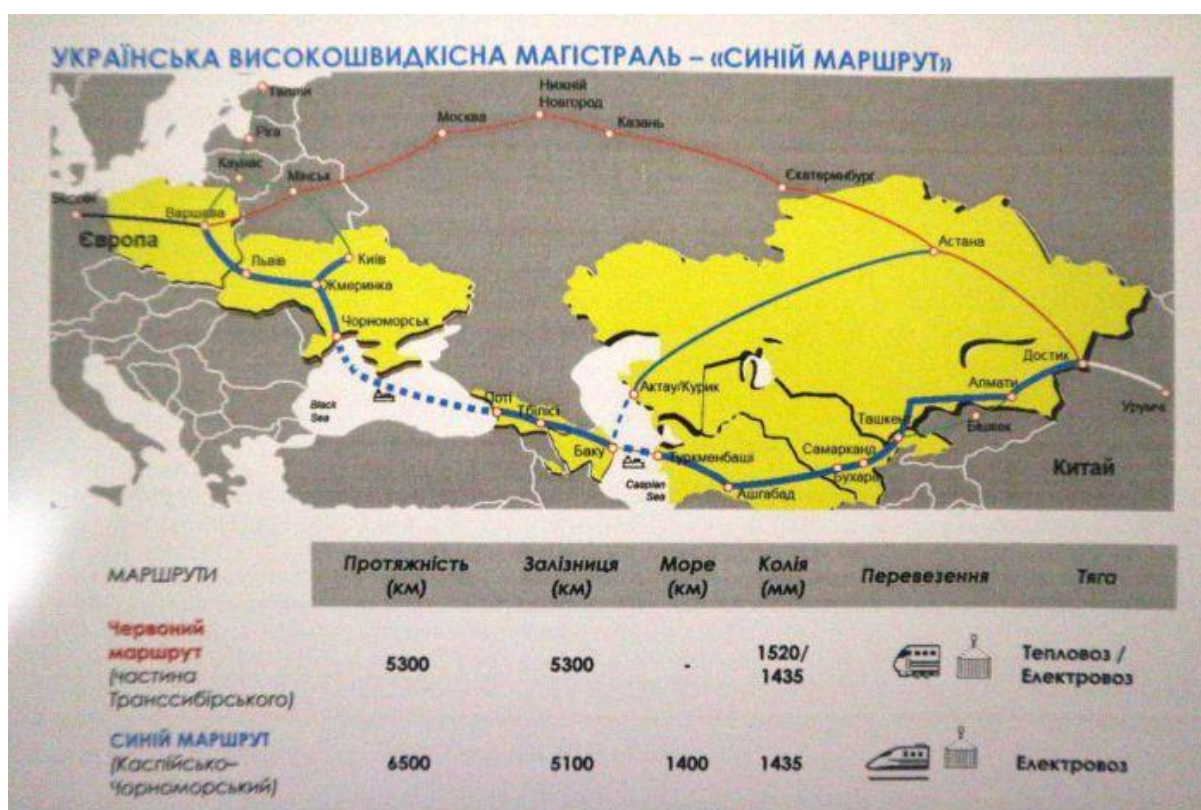 УКРАЇНСЬКА ВИСОКОШВИДКІСНА МАГІСТРАЛЬ – «СИНІЙ МАРШРУТ»
Таллін
Рига
Каунас
Мінськ
Москва
Нижній
Новгород
Казань
Єкатеринбург
Варшава
Європа
Львів
Київ
Жмеринка
Чорноморськ
Астана
Достик
Алмати
Актау/Курик
Ташкент
Бішкек
Урумчі
Black
Sea
Поті
Тбілісі
Баку
Туркменбаші
Самарканд
Бухара
Китай
Caspian
Sea
Ашгабад
МАРШРУТИ
Протяжність
(км)
Залізниця
(км)
Море
(км)
Колія
(мм)
Перевезення
Тяга
Червоний
маршрут
(частина
Транссибірського)
5300
5300
-
1520/
1435
Тепловоз /
Електровоз
СИНІЙ МАРШРУТ
(Каспійсько–
Чорноморський)
6500
5100
1400
1435
Електровоз